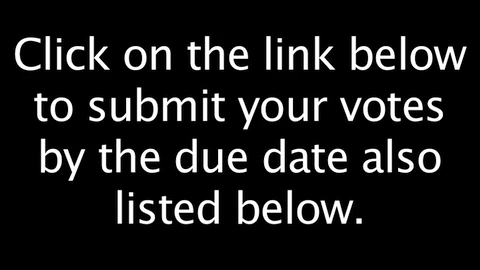 Click on the link below
to submit your votes
by the due date also
listed below.